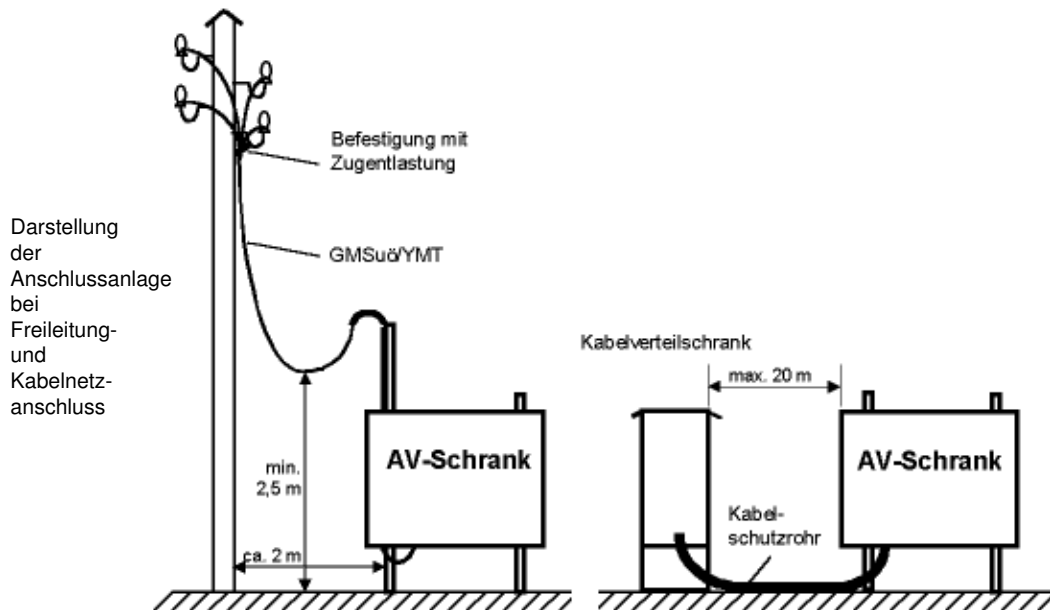 Darstellung
der
Anschlussanlage
bei
Freileitung-
und
Kabelnetz-
anschluss
Befestigung mit
Zugentlastung
GMSuö/YMT
min.
2,5 m
ca. 2 m
AV-Schrank
Kabelverteilschrank
max. 20 m
AV-Schrank
Kabel-
schutzrohr